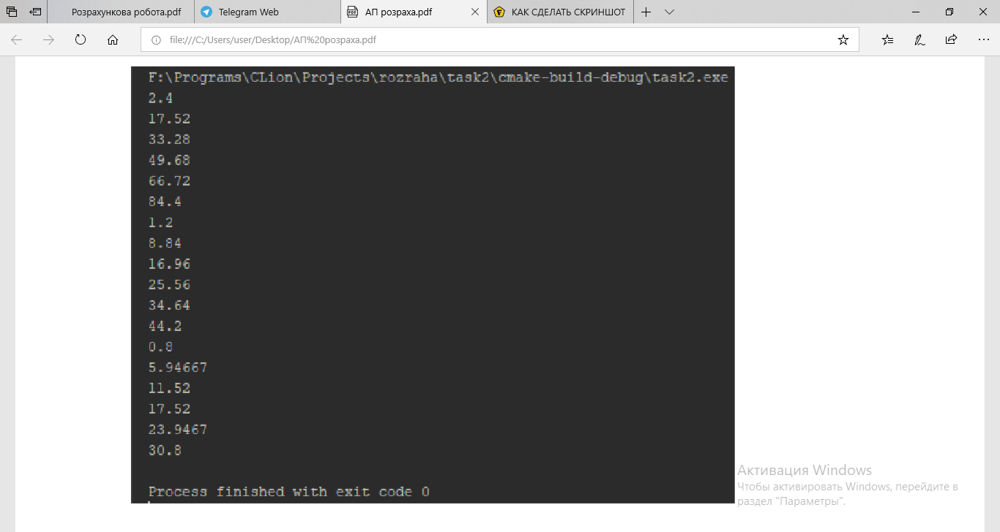 Розрахункова робота.pdf
Telegram Web
АП розраха.pdf
КАК СДЕЛАТЬ СКРИНШОТ
file:///C:/Users/user/Desktop/АП%20розраха.pdf
F:\Programs\CLion\Projects\rozraha\task2\cmake-build-debug\task2.exe
2.4
17.52
33.28
49.68
66.72
84.4
1.2
8.84
16.96
25.56
34.64
44.2
0.8
5.94667
11.52
17.52
23.9467
30.8
Process finished with exit code 0
Активация Windows
Чтобы активировать Windows, перейдите в
раздел "Параметры".